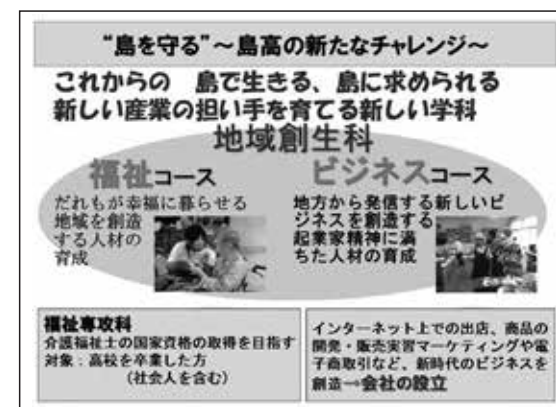 “島を守る”～島高の新たなチャレンジ～
これからの　島で生きる、島に求められる
新しい産業の担い手を育てる新しい学科
地域創生科
福祉コース
だれもが幸福に暮らせる
地域を創造
する人材の
育成
ビジネスコース
地方から発信する新しいビ
ジネスを創造する
起業家精神に満
ちた人材の育成
福祉専攻科
介護福祉士の国家資格の取得を目指す
対象：高校を卒業した方
（社会人を含む）
インターネット上での出店、商品の
開発・販売実習マーケティングや電
子商取引など、新時代のビジネスを
創造→会社の設立